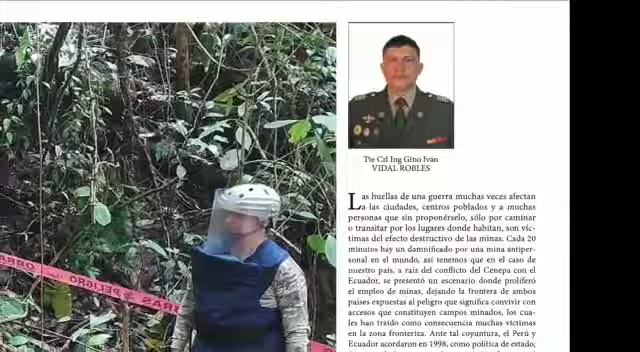 OBRA
PELIGRO
Tte Crl Ing Gino Iván
VIDAL ROBLES
Las huellas de una guerra muchas veces afectan
a las ciudades, centros poblados y a muchas
personas que sin proponérselo, sólo por caminar
o transitar por los lugares donde habitan, son víc-
timas del efecto destructivo de las minas. Cada 20
minutos hay un damnificado por una mina antiper-
sonal en el mundo, así tenemos que en el caso de
nuestro país, a raíz del conflicto del Cenepa con el
Ecuador, se presentó un escenario donde proliferó
el empleo de minas, dejando la frontera de ambos
países expuestas al peligro que significa convivir con
accesos que constituyen campos minados, los cua-
les han traído como consecuencia muchas víctimas
en la zona fronteriza. Ante tal coyuntura, el Perú y
Ecuador acordaron en 1998, como política de estado,